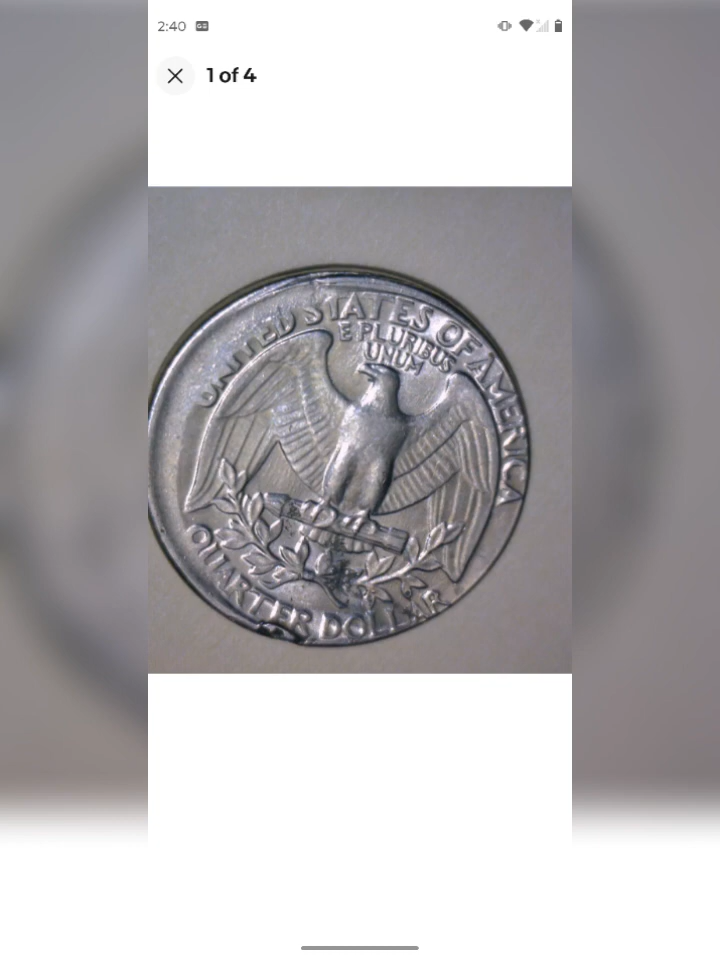 2:40
1 of 4
UNITED STATES OF AMERICA
E PLURIBUS
UNUM
QUARTER DOLLAR